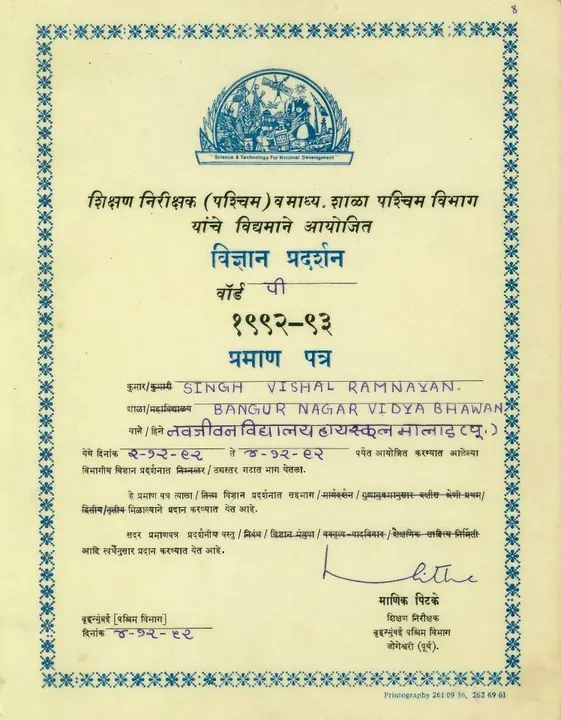 8
"Science & Technology For National Development"
शिक्षण निरीक्षक (पश्चिम) व माध्य. शाळा पश्चिम विभाग
यांचे विद्यमाने आयोजित
विज्ञान प्रदर्शन
वॉर्ड पी
१९९२-९३
प्रमाण पत्र
कुमार/कुमारी SINGH VISHAL RAMNAYAN.
शाळा/महाविद्यालय BANGUR NAGAR VIDYA BHAWAN
याने / हिने नवजीवन विद्यालय हायस्कुल मालाड (पू.)
येथे दिनांक २-१२-९२ ते ४-१२-९२ पर्यंत आयोजित करण्यात आलेल्या
विभागीय विज्ञान प्रदर्शनात निम्नस्तर / उच्चस्तर गटात भाग घेतला.
हे प्रमाण पत्र त्याला / तिला विज्ञान प्रदर्शनात सहभाग / मार्गदर्शन / गुणानुक्रमानुसार बक्षीस श्रेणी प्रथम/
द्वितीय/तृतीय मिळाल्याने प्रदान करण्यात येत आहे.
सदर प्रमाणपत्र प्रदर्शनीय वस्तु / निबंध / विज्ञान मंजुषा / वक्तृत्व-वादविवाद / शैक्षणिक साहित्य निर्मिती
आदि स्पर्धेनुसार प्रदान करण्यात येत आहे.
माणिक पिटके
शिक्षण निरीक्षक
बृहन्मुंबई पश्चिम विभाग
जोगेश्वरी (पूर्व).
बृहन्मुंबई [पश्चिम विभाग]
दिनांक ४-१२-९२
Printography 261 09 36, 262 69 61